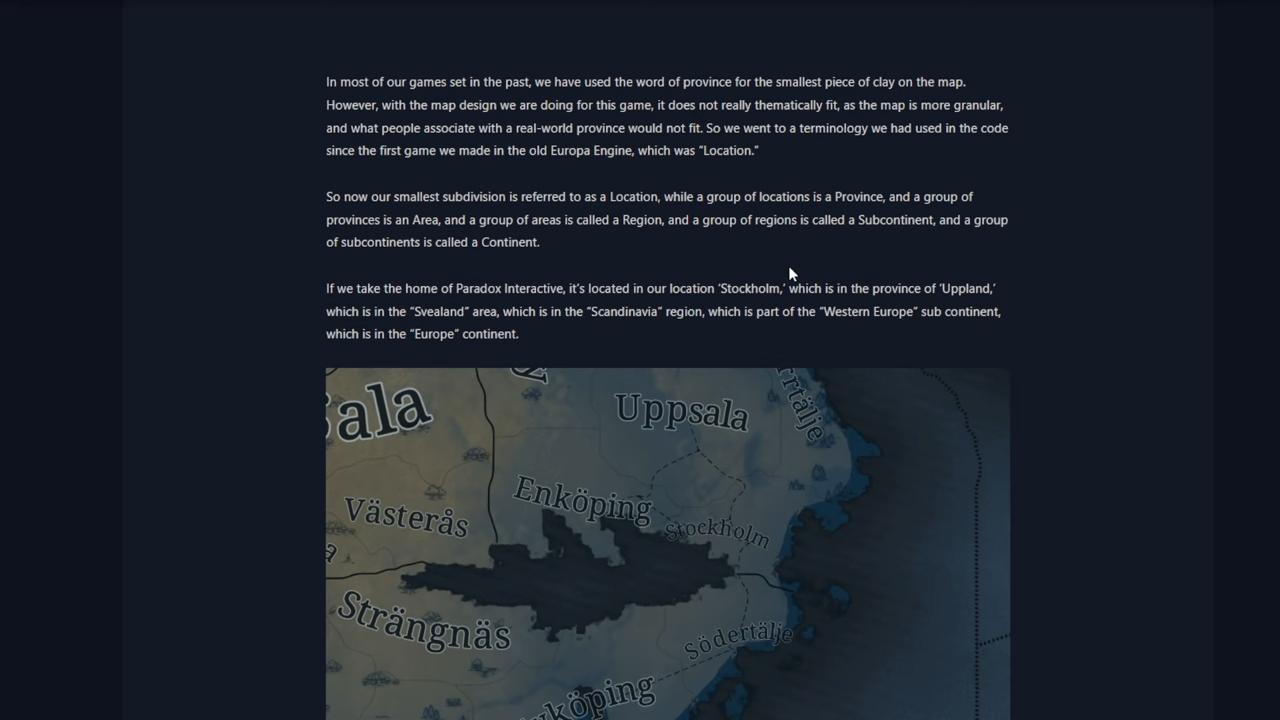 In most of our games set in the past, we have used the word of province for the smallest piece of clay on the map.
However, with the map design we are doing for this game, it does not really thematically fit, as the map is more granular,
and what people associate with a real-world province would not fit. So we went to a terminology we had used in the code
since the first game we made in the old Europa Engine, which was “Location.”
So now our smallest subdivision is referred to as a Location, while a group of locations is a Province, and a group of
provinces is an Area, and a group of areas is called a Region, and a group of regions is called a Subcontinent, and a group
of subcontinents is called a Continent.
If we take the home of Paradox Interactive, it’s located in our location ‘Stockholm,’ which is in the province of ‘Uppland,’
which is in the “Svealand” area, which is in the “Scandinavia” region, which is part of the “Western Europe” sub continent,
which is in the “Europe” continent.
Uppsala
Enköping
Västerås
Stockholm
Strängnäs
Södertälje